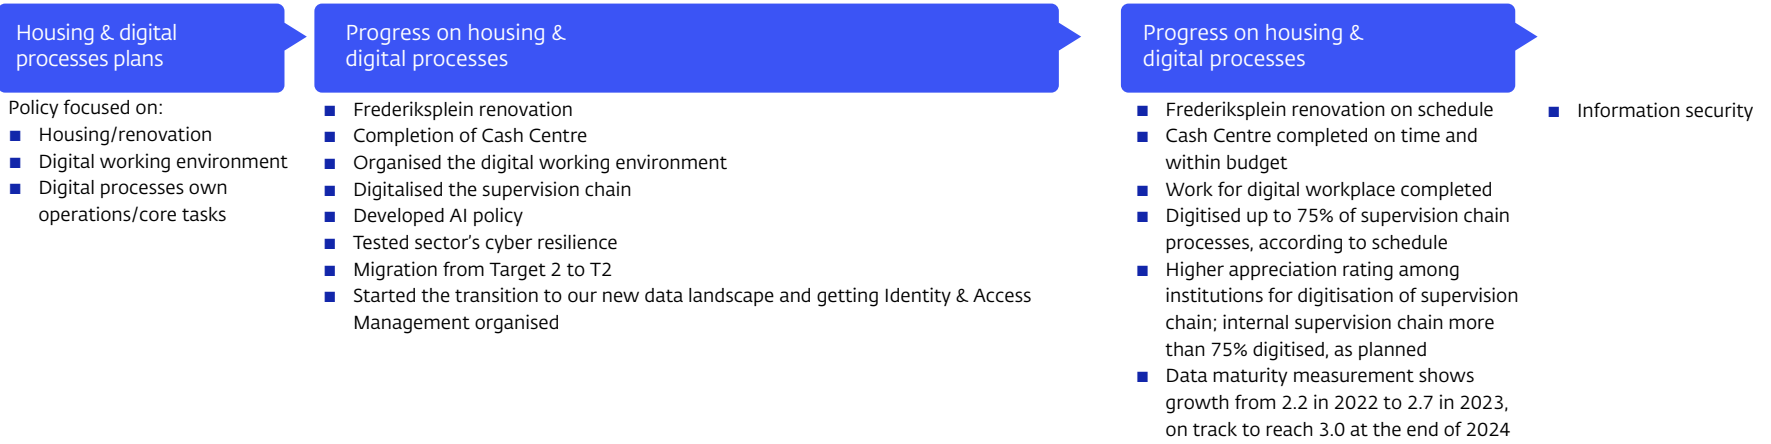 Housing & digital
processes plans
Policy focused on:
■ Housing/renovation
■ Digital working environment
■ Digital processes own
operations/core tasks
Progress on housing &
digital processes
■ Frederiksplein renovation
■ Completion of Cash Centre
■ Organised the digital working environment
■ Digitalised the supervision chain
■ Developed AI policy
■ Tested sector's cyber resilience
■ Migration from Target 2 to T2
■ Started the transition to our new data landscape and getting Identity & Access
Management organised
Progress on housing &
digital processes
■ Frederiksplein renovation on schedule
■ Cash Centre completed on time and
within budget
■ Work for digital workplace completed
■ Digitised up to 75% of supervision chain
processes, according to schedule
■ Higher appreciation rating among
institutions for digitisation of supervision
chain; internal supervision chain more
than 75% digitised, as planned
■ Data maturity measurement shows
growth from 2.2 in 2022 to 2.7 in 2023,
on track to reach 3.0 at the end of 2024
■ Information security